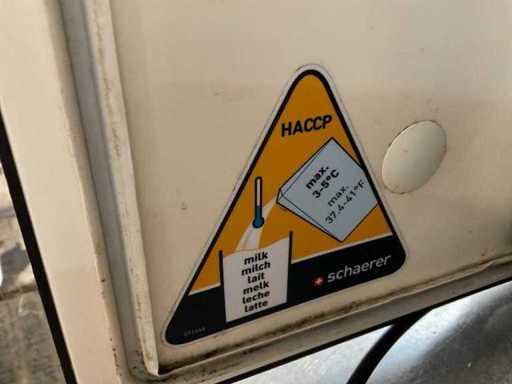 HACCP
max.
3-5°C
max.
37.4-41°F
milk
milch
lait
melk
leche
latte
schaerer